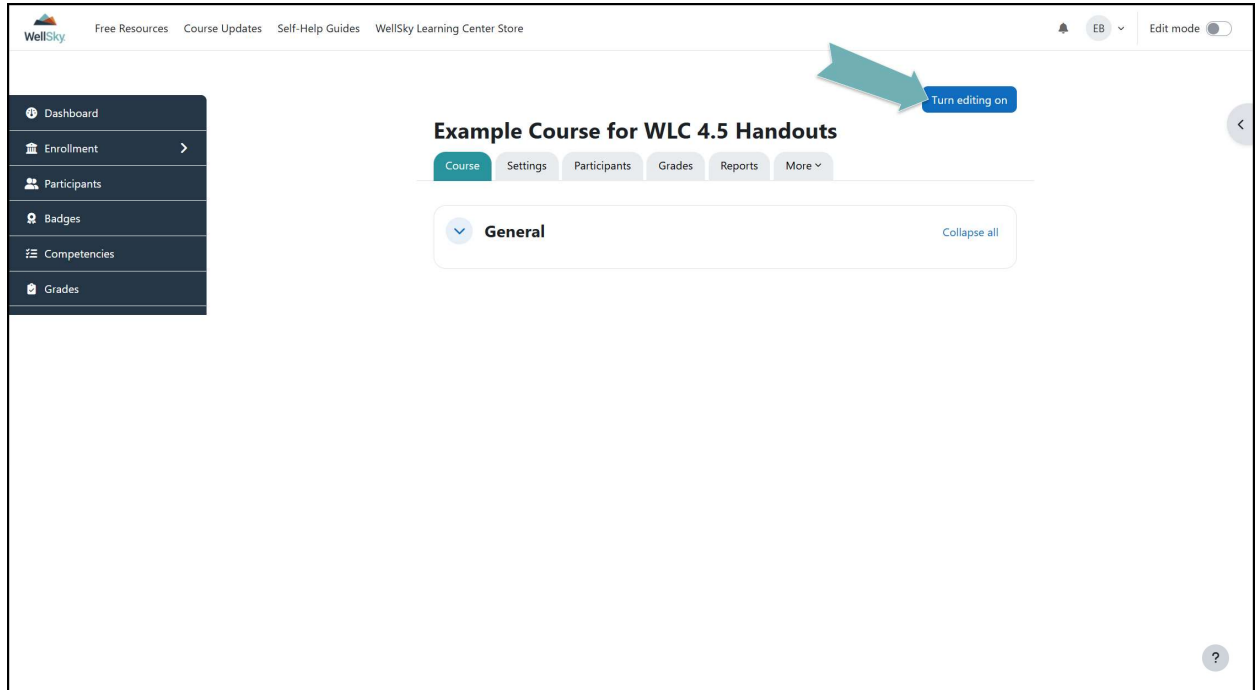 WellSky. Free Resources Course Updates Self-Help Guides WellSky Learning Center Store EB Edit mode
Turn editing on
Dashboard
Enrollment
Participants
Badges
Competencies
Grades
Example Course for WLC 4.5 Handouts
Course Settings Participants Grades Reports More
General Collapse all
?